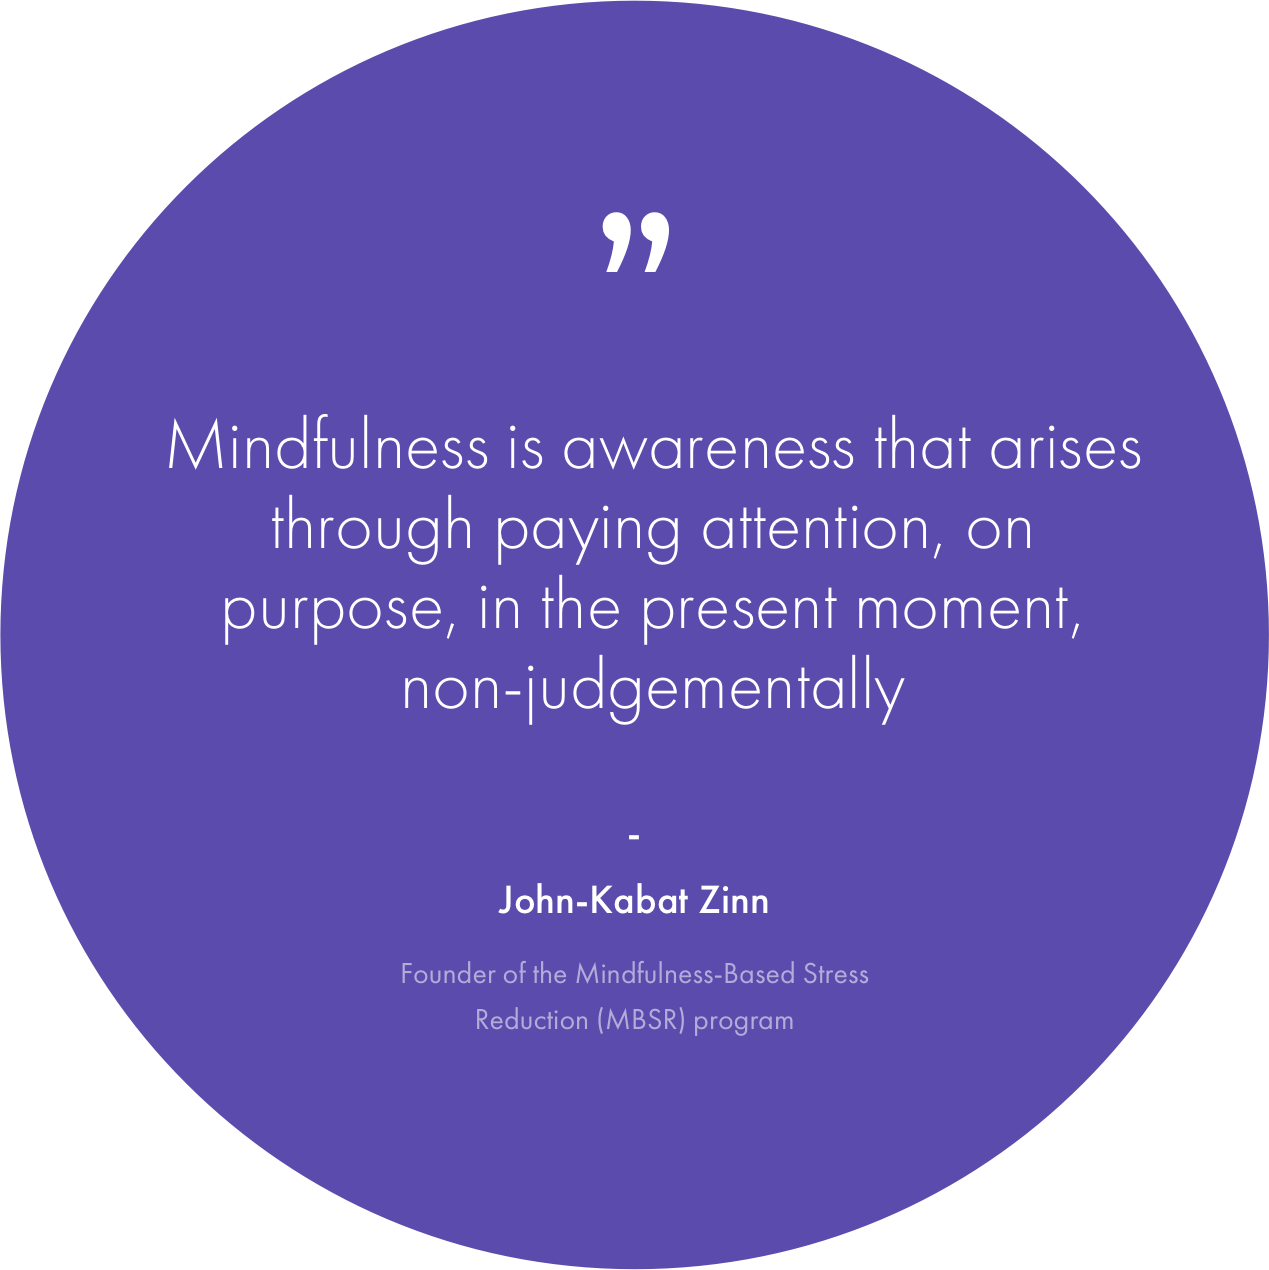 ”
Mindfulness is awareness that arises
through paying attention, on
purpose, in the present moment,
non-judgementally
-
John-Kabat Zinn
Founder of the Mindfulness-Based Stress
Reduction (MBSR) program